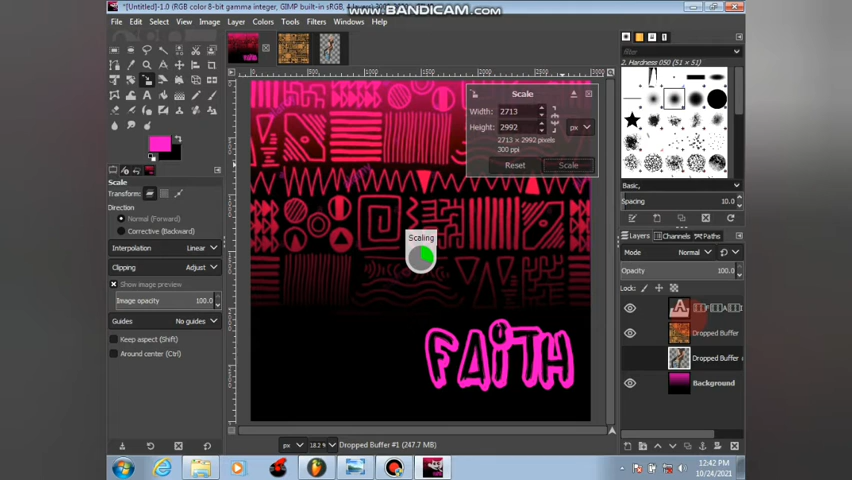 www.BANDICAM.com
*[Untitled]-1.0 (RGB color 8-bit gamma integer, GIMP built-in sRGB,
File Edit Select View Image Layer Colors Tools Filters Windows Help
Scale
Width: 2713
Height: 2992
px
2713 × 2992 pixels
300 ppi
Reset Scale
Scaling
FAiTH
Scale
Transform:
Direction
Normal (Forward)
Corrective (Backward)
Interpolation Linear
Clipping Adjust
Show image preview
Image opacity 100.0
Guides No guides
Keep aspect (Shift)
Around center (Ctrl)
filter
2. Hardness 050 (51 × 51)
Basic,
Spacing 10.0
Layers Channels Paths
Mode Normal
Opacity 100.0
Lock:
Dropped Buffer
Dropped Buffer
Background
px 18.2 Dropped Buffer #1 (247.7 MB)
12:42 PM
10/24/2021